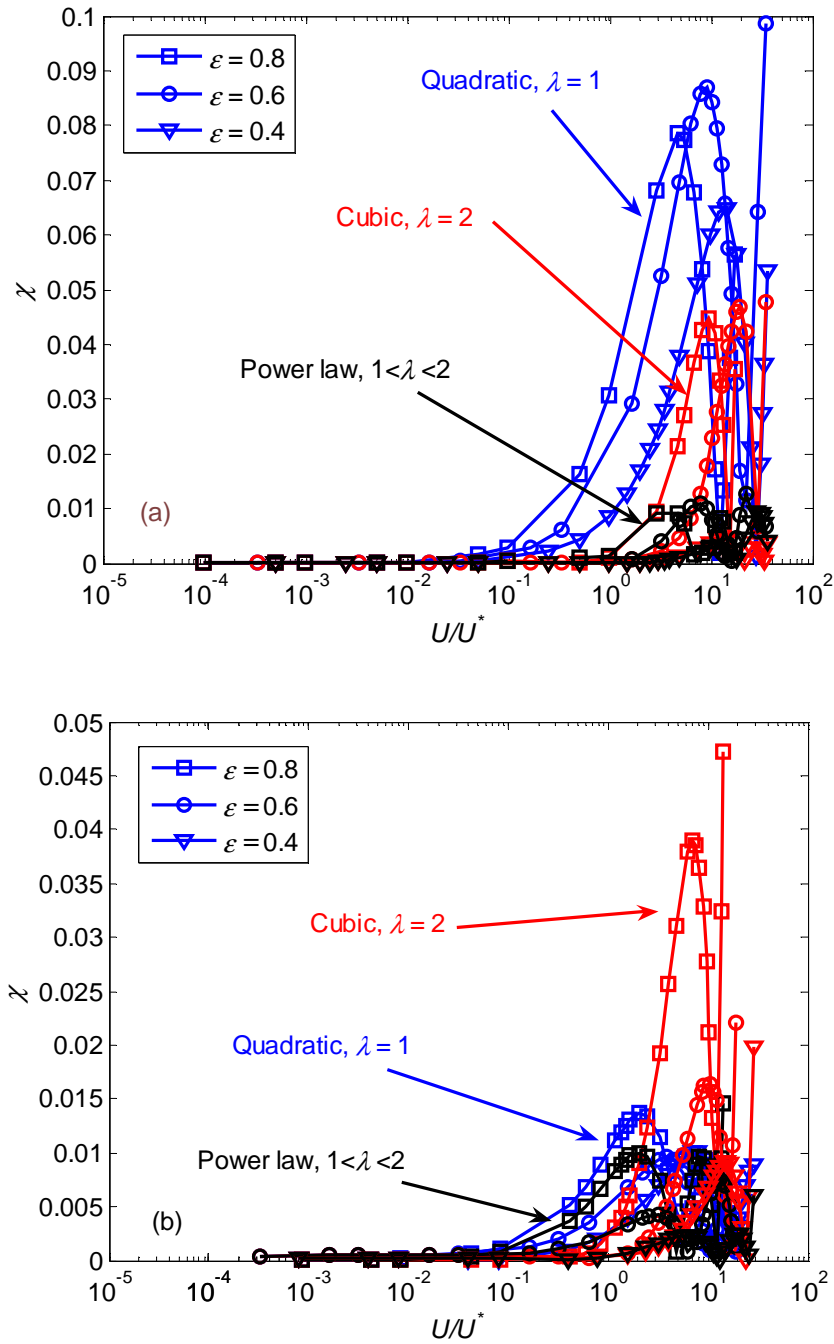 0.1
0.09
0.08
0.07
0.06
0.05
0.04
0.03
0.02
0.01
0
χ
ε = 0.8
ε = 0.6
ε = 0.4
Quadratic, λ = 1
Cubic, λ = 2
Power law, 1<λ<2
(a)
10^-5 10^-4 10^-3 10^-2 10^-1 10^0 10^1 10^2
U/U^*
0.05
0.045
0.04
0.035
0.03
0.025
0.02
0.015
0.01
0.005
0
χ
ε = 0.8
ε = 0.6
ε = 0.4
Cubic, λ = 2
Quadratic, λ = 1
Power law, 1<λ<2
(b)
10^-5 10^-4 10^-3 10^-2 10^-1 10^0 10^1 10^2
U/U^*